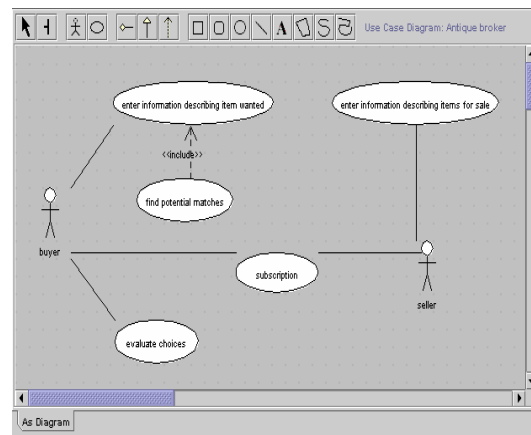 A
Use Case Diagram: Antique broker
enter information describing item wanted
enter information describing items for sale
<<include>>
find potential matches
buyer
subscription
seller
evaluate choices
As Diagram